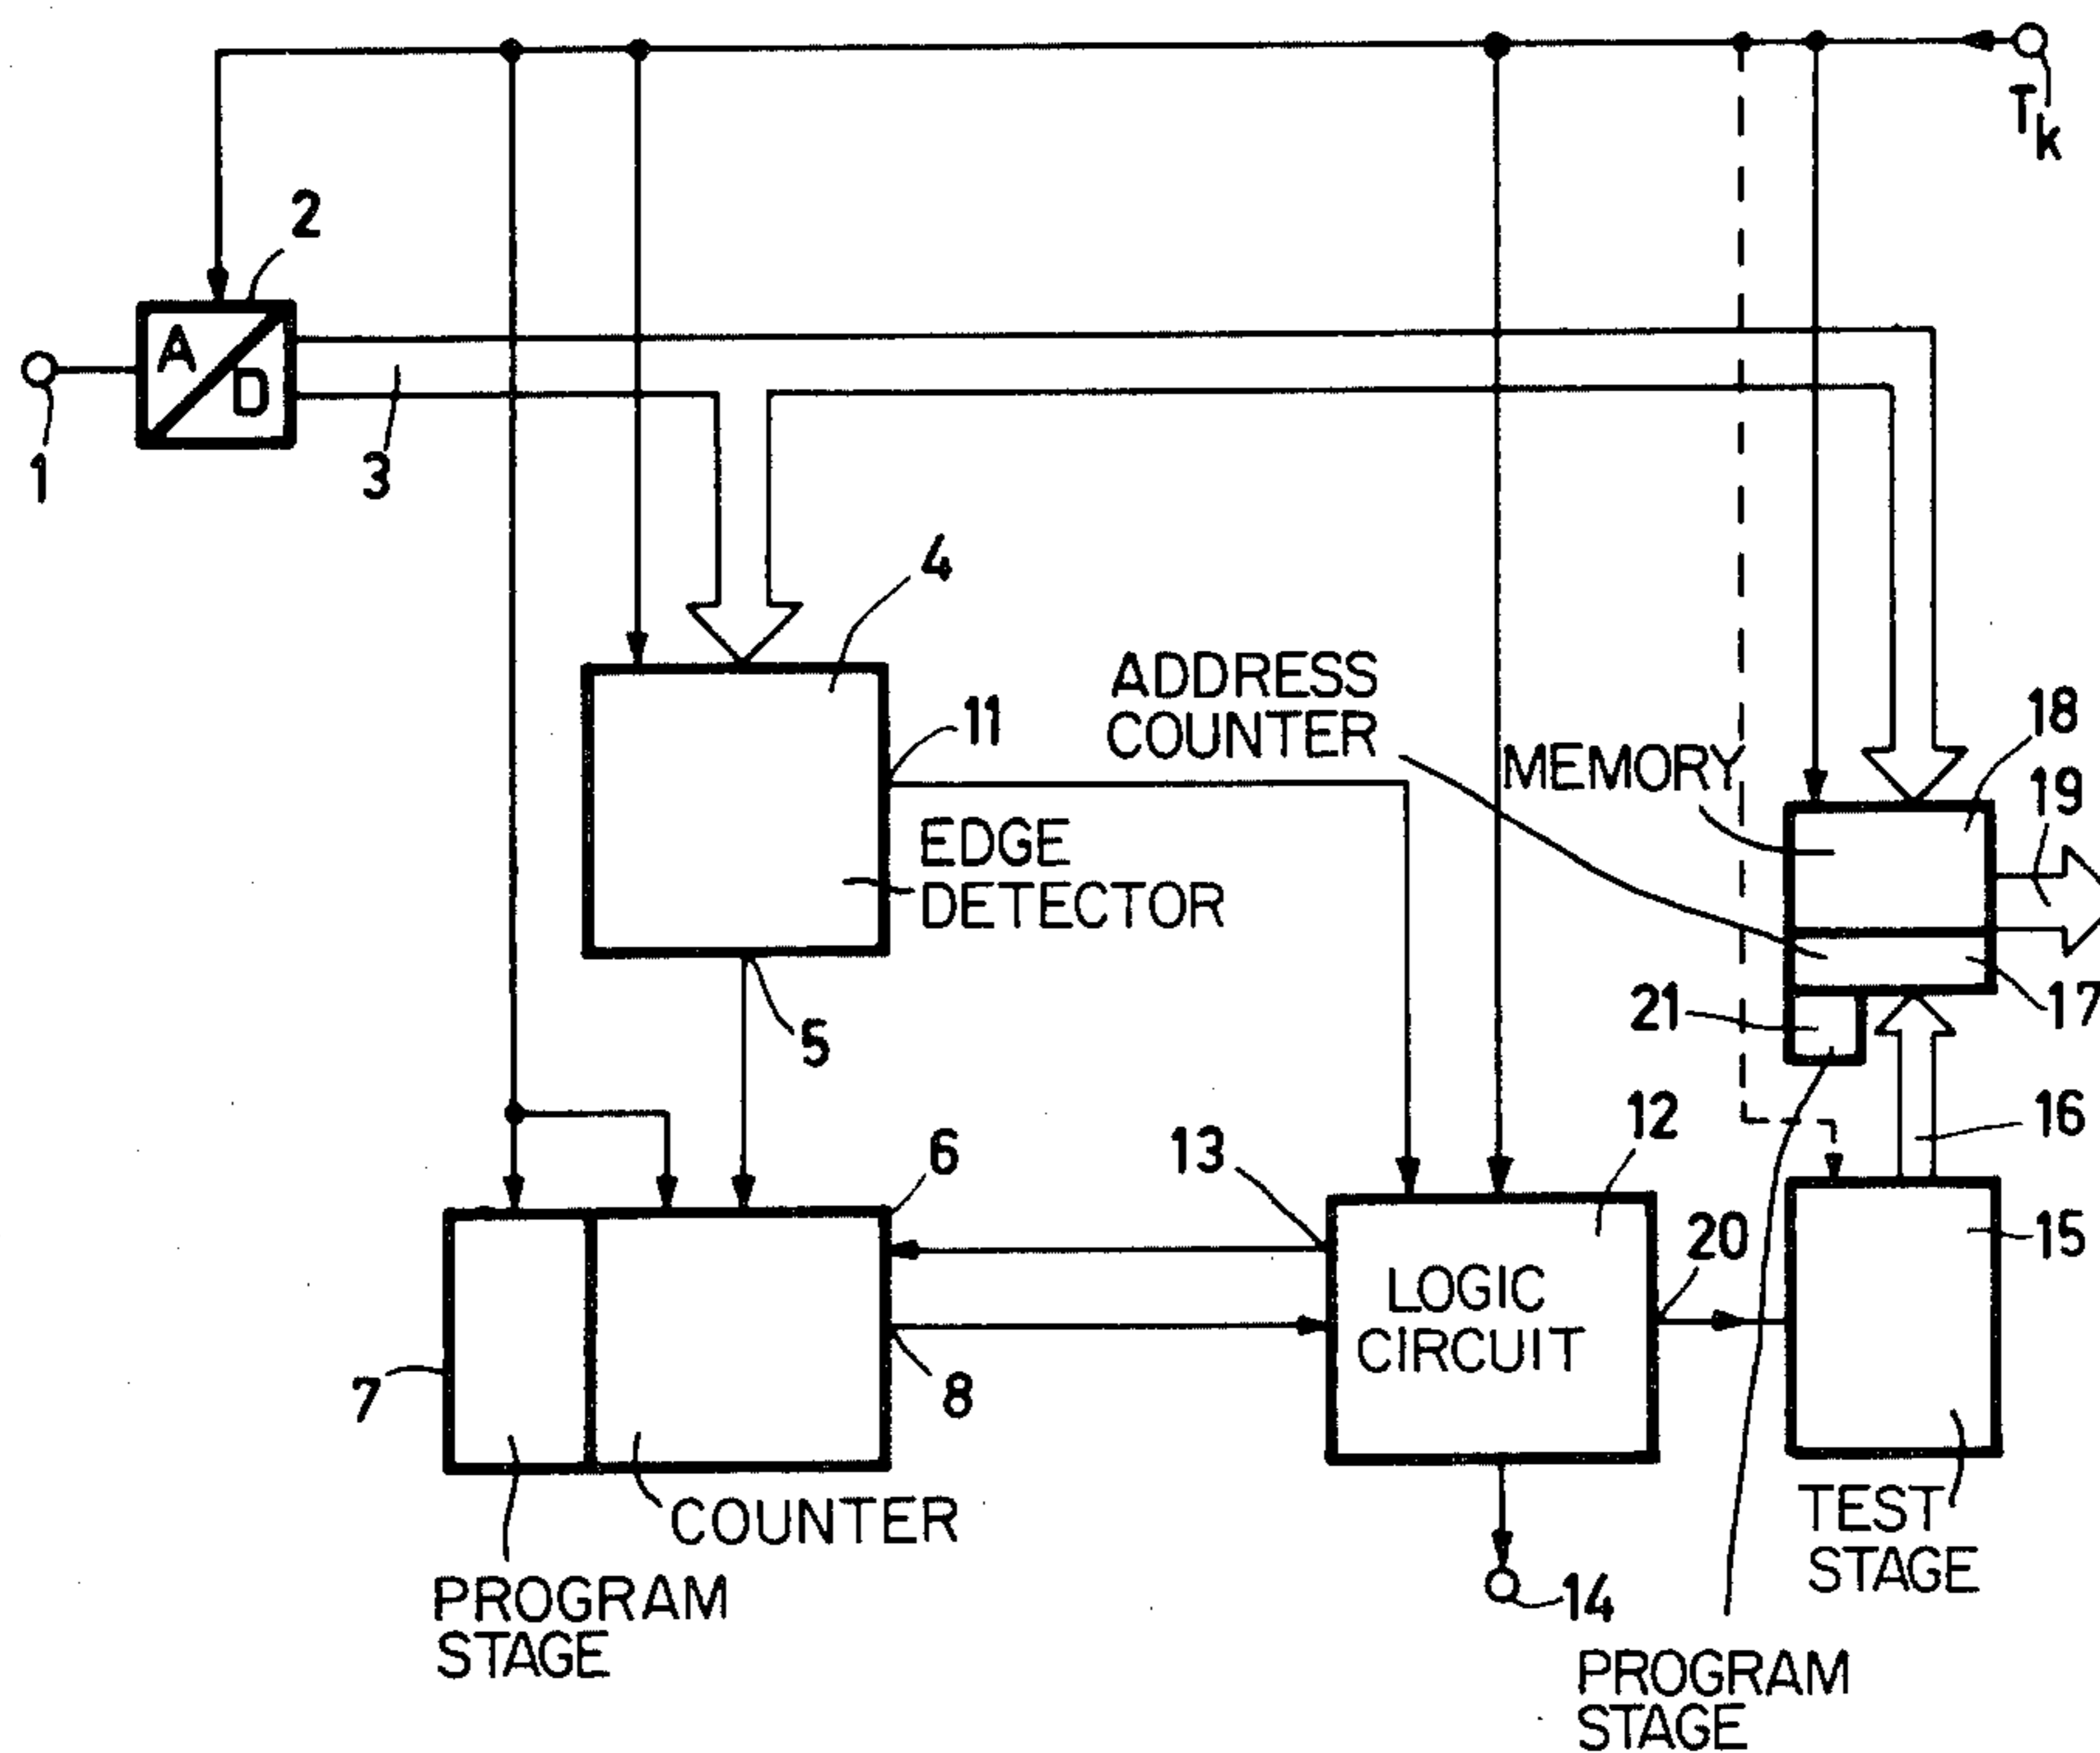 Tk
2
A
D
1
3
4
ADDRESS
COUNTER
11
MEMORY
18
19
EDGE
DETECTOR
5
21
17
16
6
13
12
20
15
LOGIC
CIRCUIT
7
8
COUNTER
TEST
STAGE
14
PROGRAM
STAGE
PROGRAM
STAGE